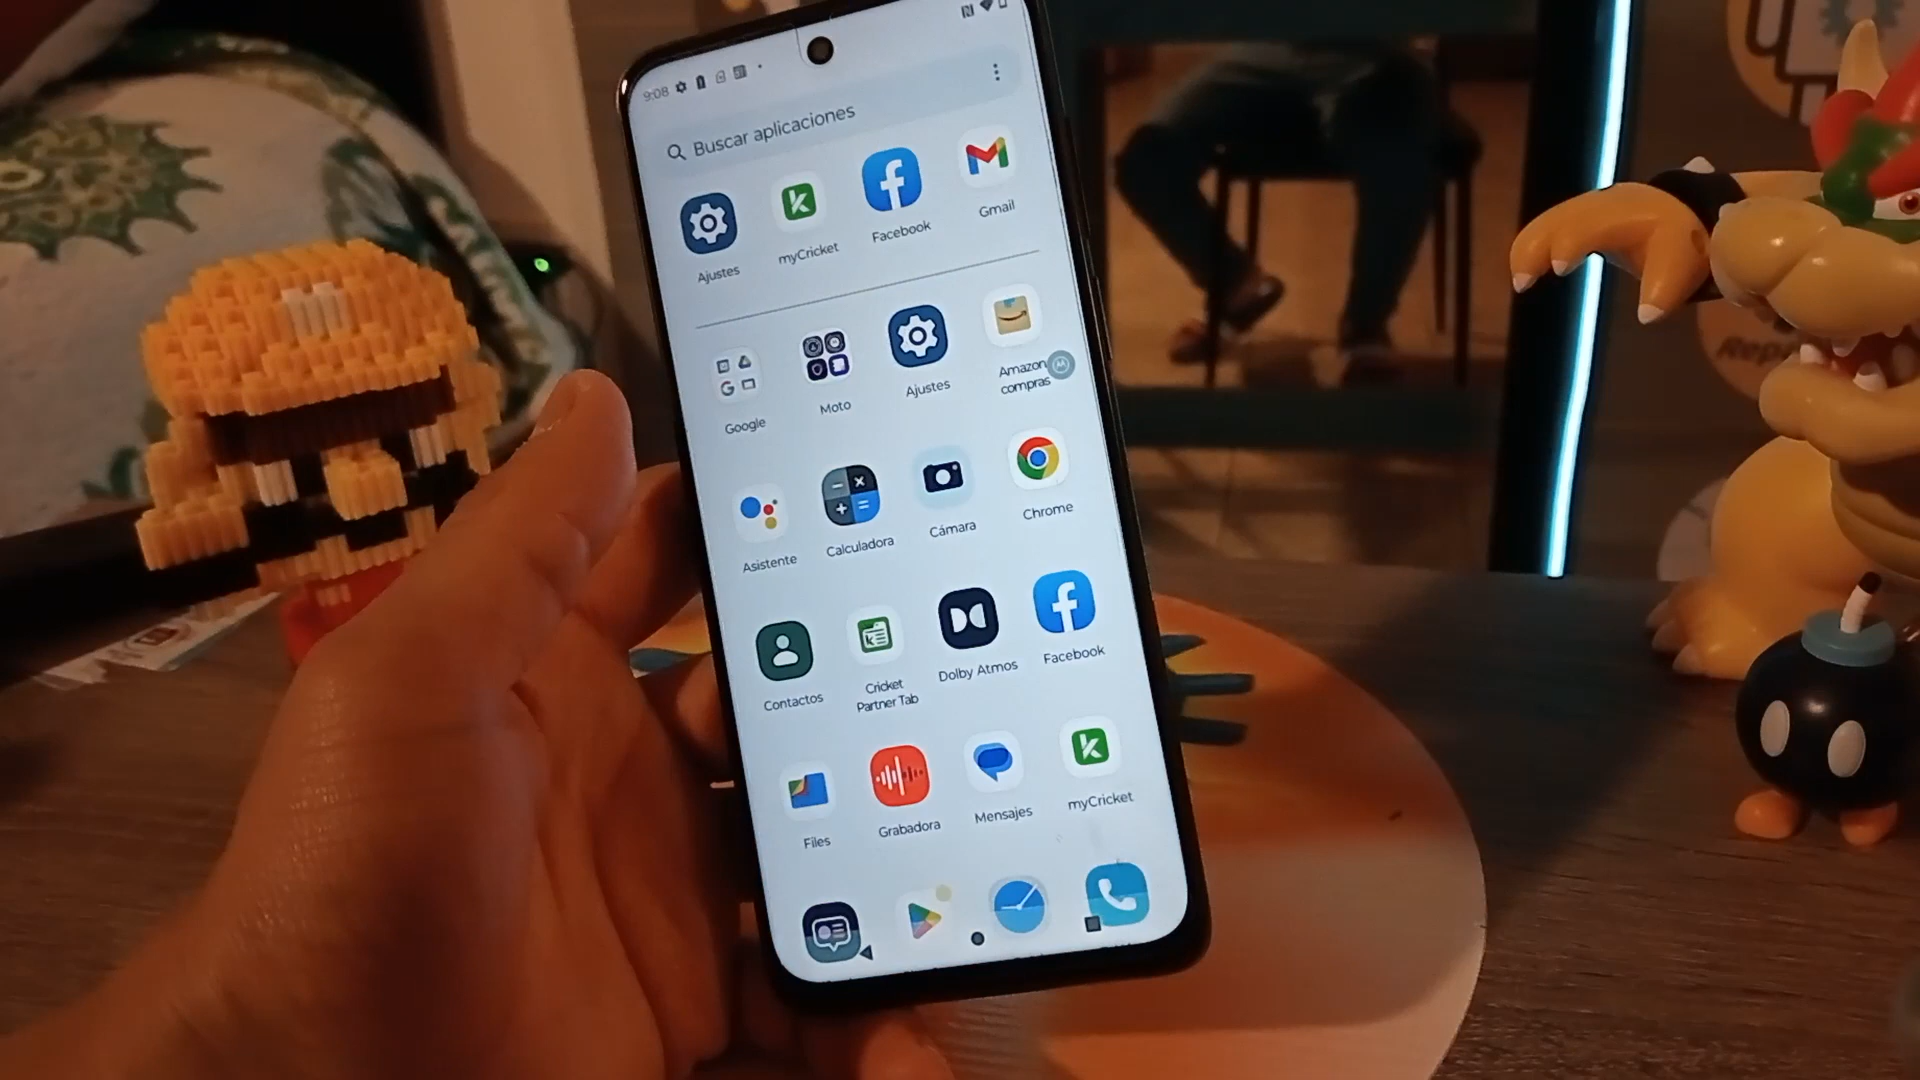 9:08
Buscar aplicaciones
Ajustes
myCricket
Facebook
Gmail
Google
Moto
Ajustes
Amazon
compras
Asistente
Calculadora
Cámara
Chrome
Contactos
Cricket
Partner Tab
Dolby Atmos
Facebook
Files
Grabadora
Mensajes
myCricket